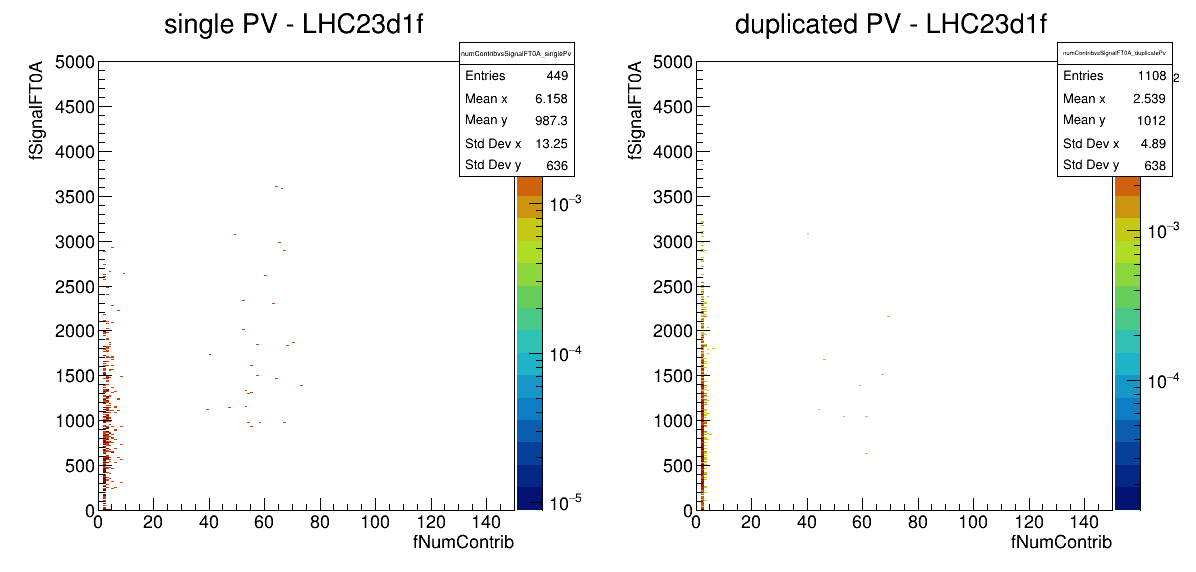 single PV - LHC23d1f
numContribvsSignalFT0A_singlePv
Entries 449
Mean x 6.158
Mean y 987.3
Std Dev x 13.25
Std Dev y 636
fSignalFT0A
5000
4500
4000
3500
3000
2500
2000
1500
1000
500
0
0 20 40 60 80 100 120 140
fNumContrib
10−3
10−4
10−5
duplicated PV - LHC23d1f
numContribvsSignalFT0A_duplicatePv
Entries 1108
Mean x 2.539
Mean y 1012
Std Dev x 4.89
Std Dev y 638
2
fSignalFT0A
5000
4500
4000
3500
3000
2500
2000
1500
1000
500
0
0 20 40 60 80 100 120 140
fNumContrib
10−3
10−4